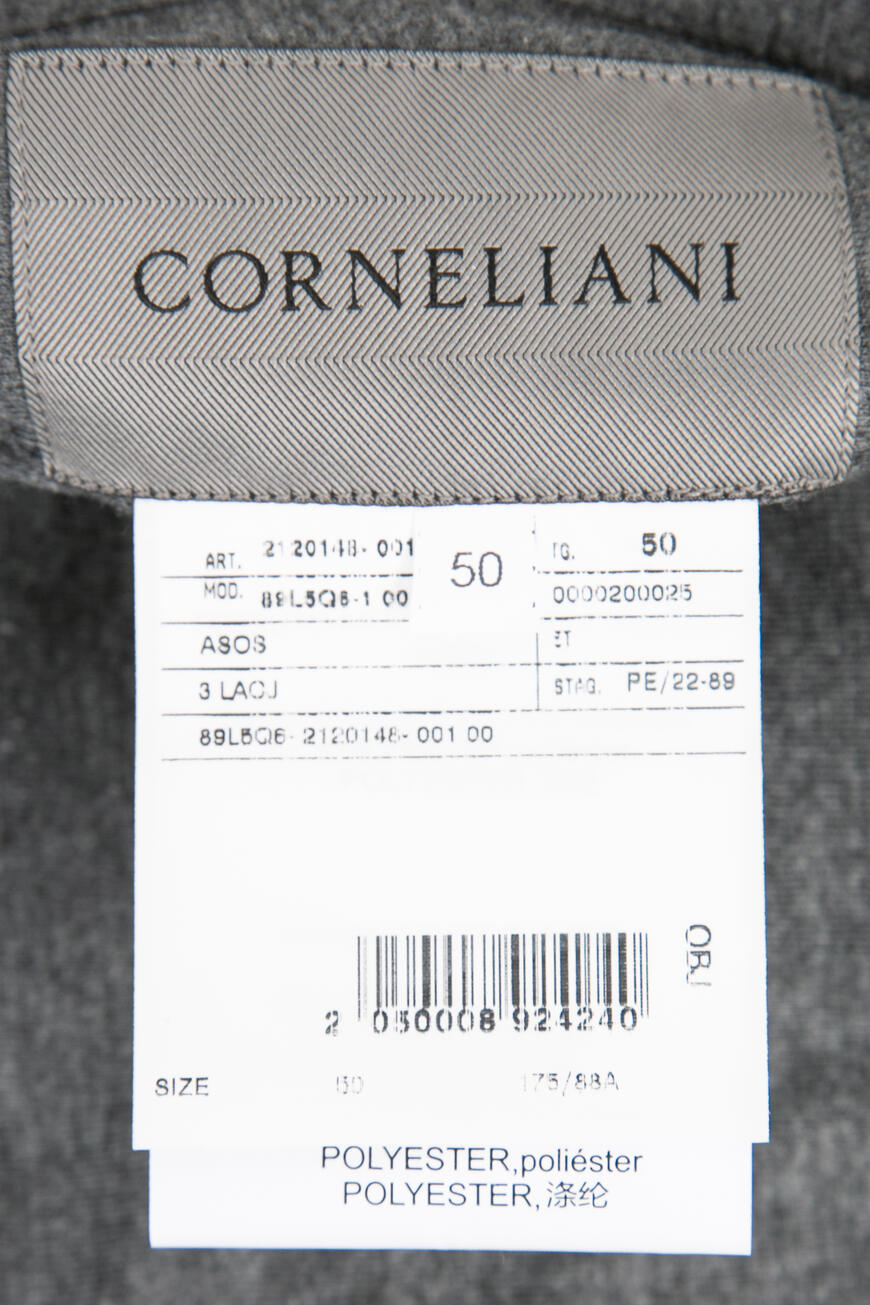 CORNELIANI
ART. 2120148- 001
50
TG. 50
MOD. 89L5Q6-1 00
0000200025
ASOS
ET
3 LACJ
STAG. PE/22-89
89L5Q6- 2120148- 001 00
OBJ
2 050008 924240
SIZE 50 175/88A
POLYESTER,poliéster
POLYESTER,涤纶